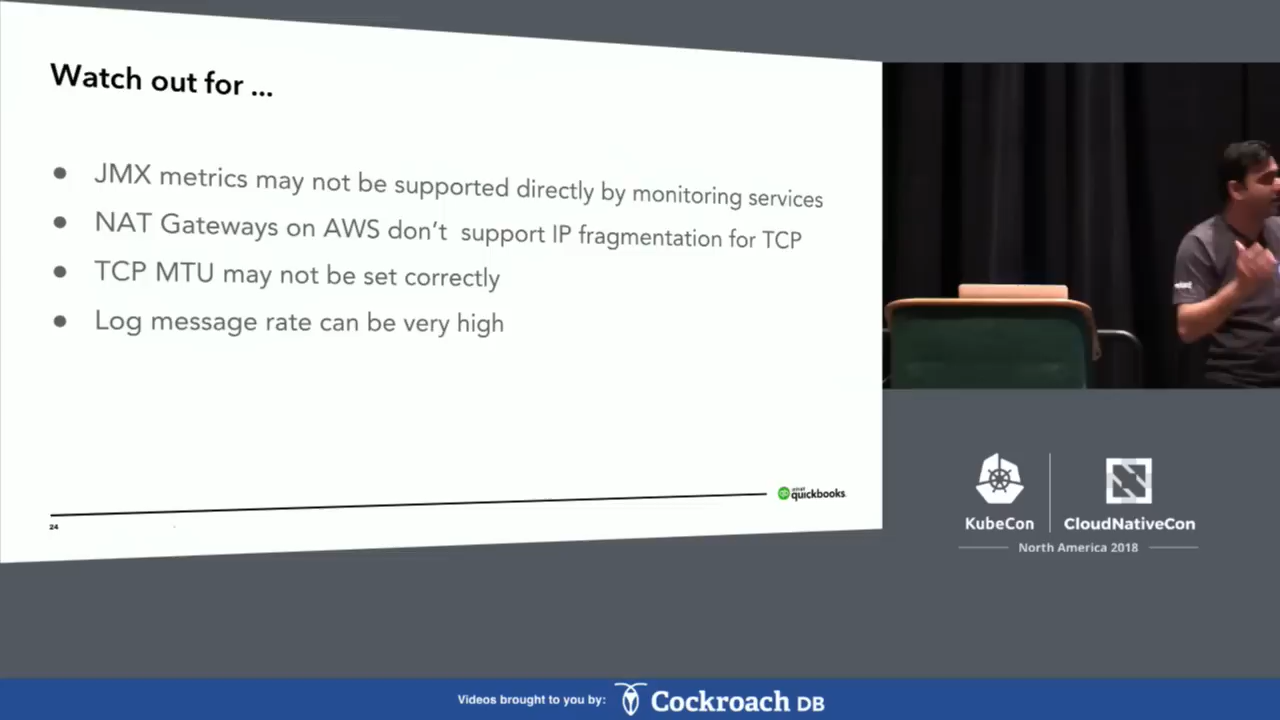 Watch out for ...
● JMX metrics may not be supported directly by monitoring services
● NAT Gateways on AWS don't support IP fragmentation for TCP
● TCP MTU may not be set correctly
● Log message rate can be very high
intuit quickbooks.
24
KubeCon
CloudNativeCon
North America 2018
Videos brought to you by:
Cockroach DB